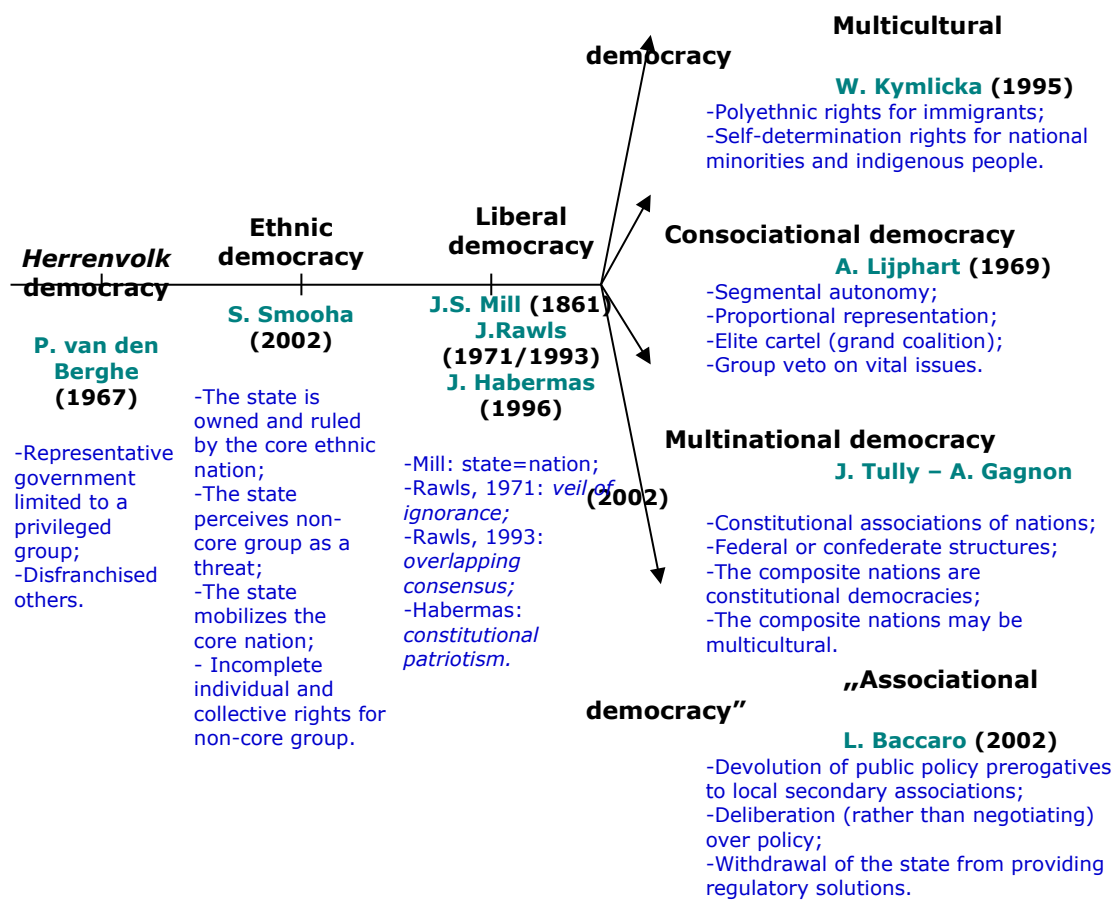 Herrenvolk
democracy
P. van den
Berghe
(1967)
-Representative
government
limited to a
privileged
group;
-Disfranchised
others.
Ethnic
democracy
S. Smooha
(2002)
-The state is
owned and ruled
by the core ethnic
nation;
-The state
perceives non-
core group as a
threat;
-The state
mobilizes the
core nation;
- Incomplete
individual and
collective rights for
non-core group.
Liberal
democracy
J.S. Mill (1861)
J.Rawls
(1971/1993)
J. Habermas
(1996)
-Mill: state=nation;
-Rawls, 1971: veil of
ignorance;
-Rawls, 1993:
overlapping
consensus;
-Habermas:
constitutional
patriotism.
Multicultural
democracy
W. Kymlicka (1995)
-Polyethnic rights for immigrants;
-Self-determination rights for national
minorities and indigenous people.
Consociational democracy
A. Lijphart (1969)
-Segmental autonomy;
-Proportional representation;
-Elite cartel (grand coalition);
-Group veto on vital issues.
Multinational democracy
J. Tully – A. Gagnon
(2002)
-Constitutional associations of nations;
-Federal or confederate structures;
-The composite nations are
constitutional democracies;
-The composite nations may be
multicultural.
„Associational
democracy”
L. Baccaro (2002)
-Devolution of public policy prerogatives
to local secondary associations;
-Deliberation (rather than negotiating)
over policy;
-Withdrawal of the state from providing
regulatory solutions.